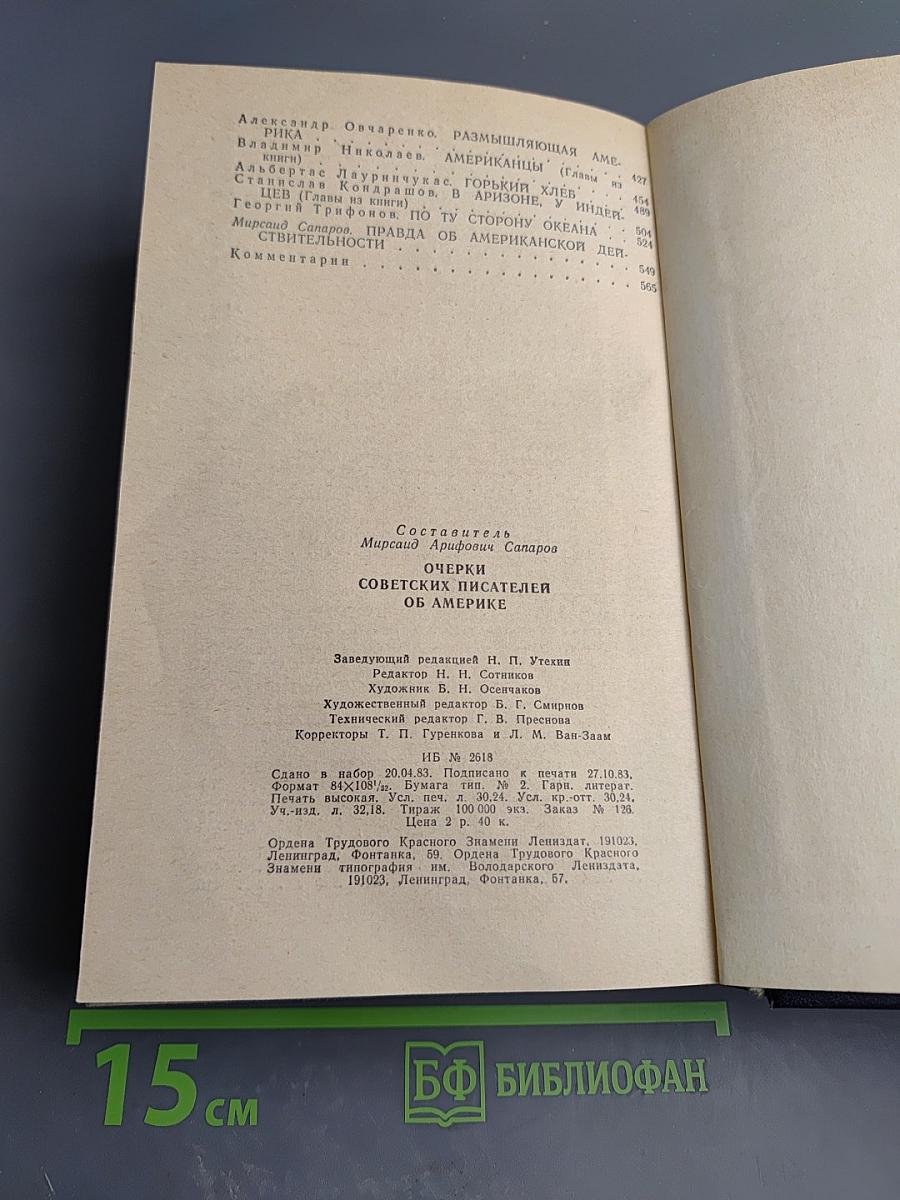 Александр Овчаренко. РАЗМЫШЛЯЮЩАЯ АМЕ-
РИКА . . . . . . . . . . . . . . . 427
Владимир Николаев. АМЕРИКАНЦЫ (Главы из
книги) . . . . . . . . . . . . . . . 454
Альбертас Лауринчукас. ГОРЬКИЙ ХЛЕБ . . . 489
Станислав Кондрашов. В АРИЗОНЕ, У ИНДЕЙ-
ЦЕВ (Главы из книги) . . . . . . . . . . 504
Георгий Трифонов. ПО ТУ СТОРОНУ ОКЕАНА . . 524
Мирсаид Сапаров. ПРАВДА ОБ АМЕРИКАНСКОЙ ДЕЙ-
СТВИТЕЛЬНОСТИ . . . . . . . . . . . . 549
Комментарии . . . . . . . . . . . . . . 565
Составитель
Мирсаид Арифович Сапаров
ОЧЕРКИ
СОВЕТСКИХ ПИСАТЕЛЕЙ
ОБ АМЕРИКЕ
Заведующий редакцией Н. П. Утехин
Редактор Н. Н. Сотников
Художник Б. Н. Осенчаков
Художественный редактор Б. Г. Смирнов
Технический редактор Г. В. Преснова
Корректоры Т. П. Гуренкова и Л. М. Ван-Заам
ИБ № 2618
Сдано в набор 20.04.83. Подписано к печати 27.10.83.
Формат 84×108¹/₃₂. Бумага тип. № 2. Гарн. литерат.
Печать высокая. Усл. печ. л. 30,24. Усл. кр.-отт. 30,24.
Уч.-изд. л. 32,18. Тираж 100 000 экз. Заказ № 126.
Цена 2 р. 40 к.
Ордена Трудового Красного Знамени Лениздат, 191023,
Ленинград, Фонтанка, 59. Ордена Трудового Красного
Знамени типография им. Володарского Лениздата,
191023, Ленинград, Фонтанка, 57.
15 см
БФ БИБЛИОФАН